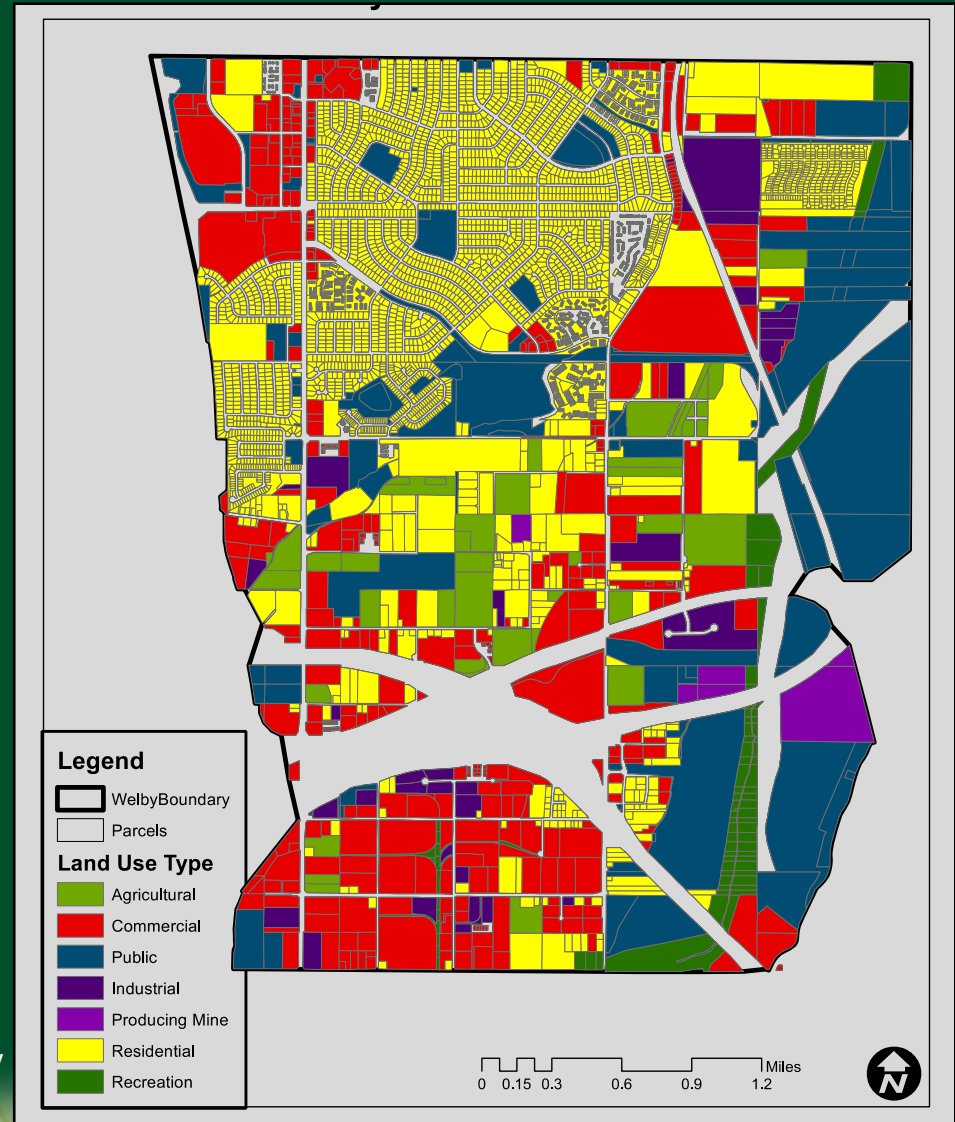 Legend
WelbyBoundary
Parcels
Land Use Type
Agricultural
Commercial
Public
Industrial
Producing Mine
Residential
Recreation
Miles
0 0.15 0.3 0.6 0.9 1.2
N